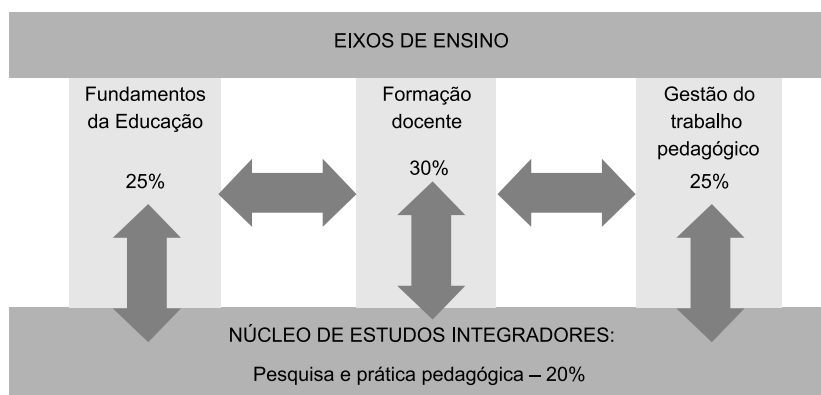 EIXOS DE ENSINO
Fundamentos
da Educação
25%
Formação
docente
30%
Gestão do
trabalho
pedagógico
25%
NÚCLEO DE ESTUDOS INTEGRADORES:
Pesquisa e prática pedagógica – 20%